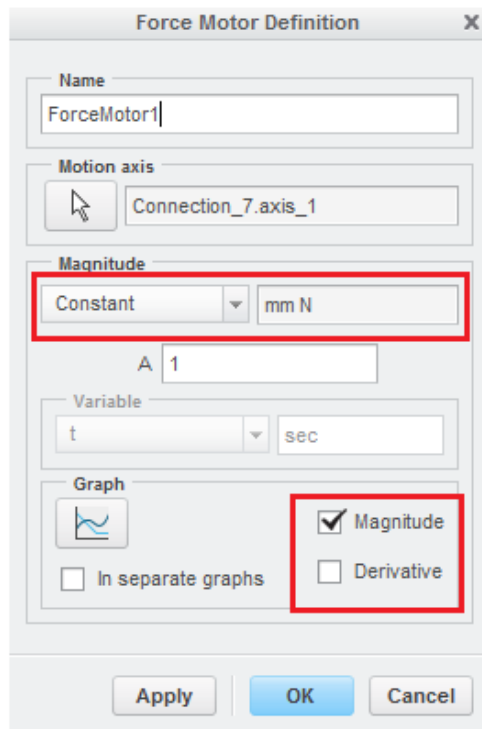 Force Motor Definition x
Name
ForceMotor1
Motion axis
Connection_7.axis_1
Magnitude
Constant mm N
A 1
Variable
t sec
Graph
Magnitude
In separate graphs Derivative
Apply OK Cancel